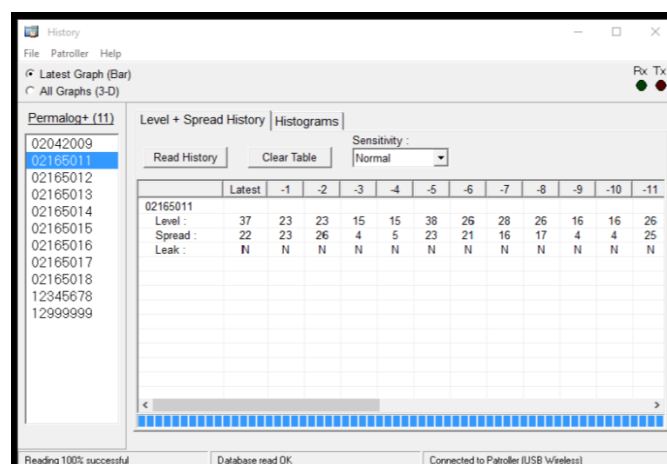 History
File Patroller Help
Latest Graph (Bar)
All Graphs (3-D)
Rx Tx
Permalog+ (11)
02042009
02165011
02165012
02165013
02165014
02165015
02165016
02165017
02165018
12345678
12999999
Level + Spread History Histograms
Sensitivity :
Read History Clear Table Normal
Latest -1 -2 -3 -4 -5 -6 -7 -8 -9 -10 -11
02165011
Level : 37 23 23 15 15 38 26 28 26 16 16 26
Spread : 22 23 26 4 5 23 21 16 17 4 4 25
Leak : N N N N N N N N N N N N
Reading 100% successful Database read OK Connected to Patroller (USB Wireless)